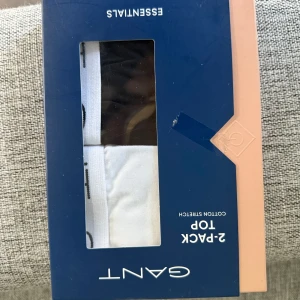 GANT
2-PACK
TOP
COTTON STRETCH
ESSENTIALS